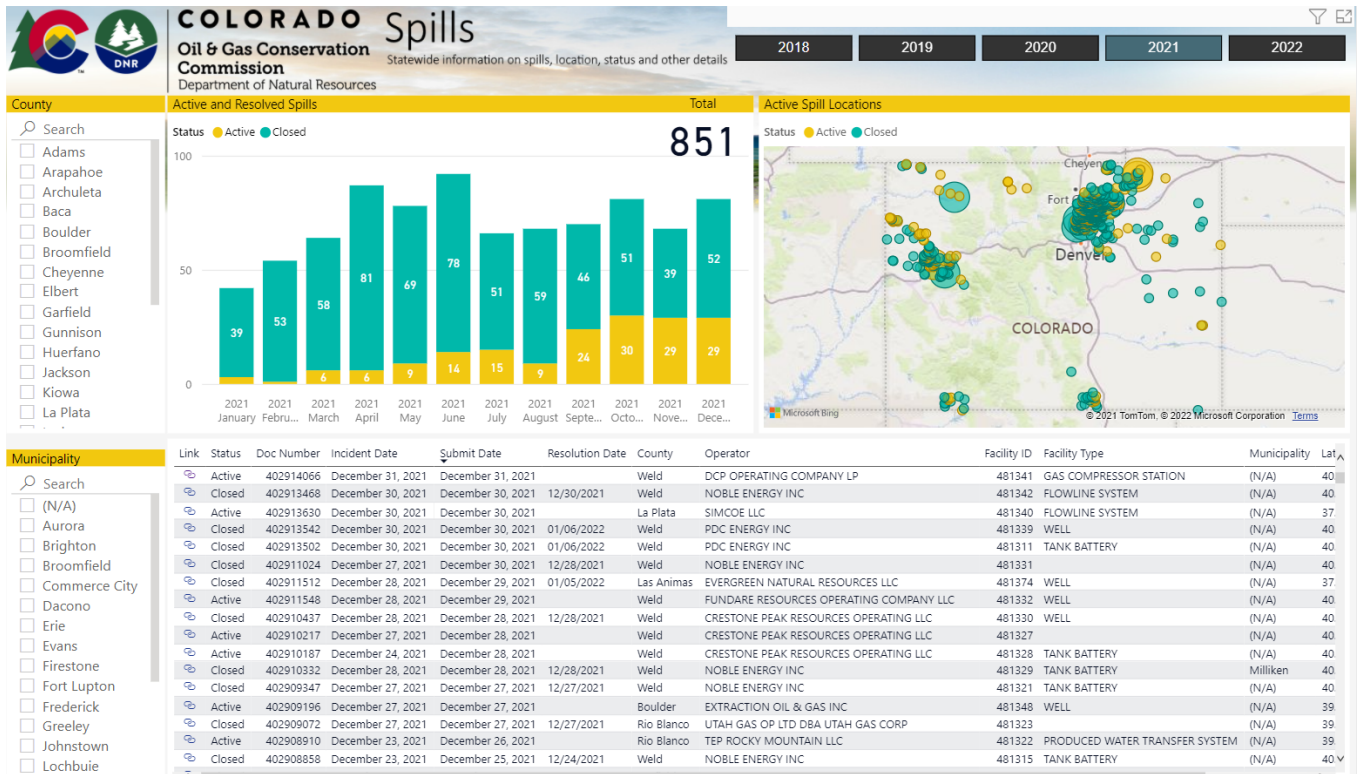 COLORADO
Oil & Gas Conservation
Commission
Department of Natural Resources
DNR
Spills
Statewide information on spills, location, status and other details
2018 2019 2020 2021 2022
County
Search
Adams
Arapahoe
Archuleta
Baca
Boulder
Broomfield
Cheyenne
Elbert
Garfield
Gunnison
Huerfano
Jackson
Kiowa
La Plata
Active and Resolved Spills Total
Status Active Closed
851
100
50
0
39 53 58 81 69 78 51 59 46 51 39 52
6 6 9 14 15 9 24 30 29 29
2021 2021 2021 2021 2021 2021 2021 2021 2021 2021 2021 2021
January Febru... March April May June July August Septe... Octo... Nove... Dece...
Active Spill Locations
Status Active Closed
Denver
COLORADO
Microsoft Bing
© 2021 TomTom, © 2022 Microsoft Corporation Terms
Municipality
Search
(N/A)
Aurora
Brighton
Broomfield
Commerce City
Dacono
Erie
Evans
Firestone
Fort Lupton
Frederick
Greeley
Johnstown
Lochbuie
Link Status Doc Number Incident Date Submit Date Resolution Date County Operator Facility ID Facility Type Municipality Lat
Active 402914066 December 31, 2021 December 31, 2021 Weld DCP OPERATING COMPANY LP 481341 GAS COMPRESSOR STATION (N/A) 40.
Closed 402913468 December 30, 2021 December 30, 2021 12/30/2021 Weld NOBLE ENERGY INC 481342 FLOWLINE SYSTEM (N/A) 40.
Active 402913630 December 30, 2021 December 30, 2021 La Plata SIMCOE LLC 481340 FLOWLINE SYSTEM (N/A) 37.
Closed 402913542 December 30, 2021 December 30, 2021 01/06/2022 Weld PDC ENERGY INC 481339 WELL (N/A) 40.
Closed 402913502 December 30, 2021 December 30, 2021 01/06/2022 Weld PDC ENERGY INC 481311 TANK BATTERY (N/A) 40.
Closed 402911024 December 27, 2021 December 30, 2021 12/28/2021 Weld NOBLE ENERGY INC 481331 (N/A) 40.
Closed 402911512 December 28, 2021 December 29, 2021 01/05/2022 Las Animas EVERGREEN NATURAL RESOURCES LLC 481374 WELL (N/A) 37.
Active 402911548 December 28, 2021 December 29, 2021 Weld FUNDARE RESOURCES OPERATING COMPANY LLC 481332 WELL (N/A) 40.
Closed 402910437 December 28, 2021 December 28, 2021 12/28/2021 Weld CRESTONE PEAK RESOURCES OPERATING LLC 481330 WELL (N/A) 40.
Active 402910217 December 27, 2021 December 28, 2021 Weld CRESTONE PEAK RESOURCES OPERATING LLC 481327 (N/A) 40.
Active 402910187 December 24, 2021 December 28, 2021 Weld CRESTONE PEAK RESOURCES OPERATING LLC 481328 TANK BATTERY (N/A) 40.
Closed 402910332 December 28, 2021 December 28, 2021 12/28/2021 Weld NOBLE ENERGY INC 481329 TANK BATTERY Milliken 40.
Closed 402909347 December 27, 2021 December 27, 2021 12/27/2021 Weld NOBLE ENERGY INC 481321 TANK BATTERY (N/A) 40.
Active 402909196 December 27, 2021 December 27, 2021 Boulder EXTRACTION OIL & GAS INC 481348 WELL (N/A) 39.
Closed 402909072 December 27, 2021 December 27, 2021 12/27/2021 Rio Blanco UTAH GAS OP LTD DBA UTAH GAS CORP 481323 (N/A) 39.
Active 402908910 December 23, 2021 December 26, 2021 Rio Blanco TEP ROCKY MOUNTAIN LLC 481322 PRODUCED WATER TRANSFER SYSTEM (N/A) 39.
Closed 402908858 December 25, 2021 December 25, 2021 12/24/2021 Weld NOBLE ENERGY INC 481315 TANK BATTERY (N/A) 40.